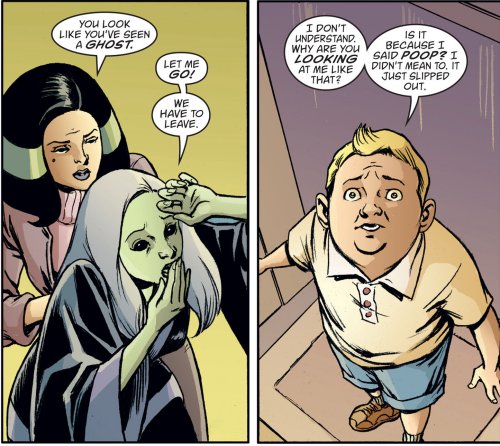 YOU LOOK
LIKE YOU'VE SEEN
A GHOST.
LET ME
GO!
WE
HAVE TO
LEAVE.
I DON'T
UNDERSTAND.
WHY ARE YOU
LOOKING
AT ME LIKE
THAT?
IS IT
BECAUSE I
SAID POOP? I
DIDN'T MEAN TO. IT
JUST SLIPPED
OUT.